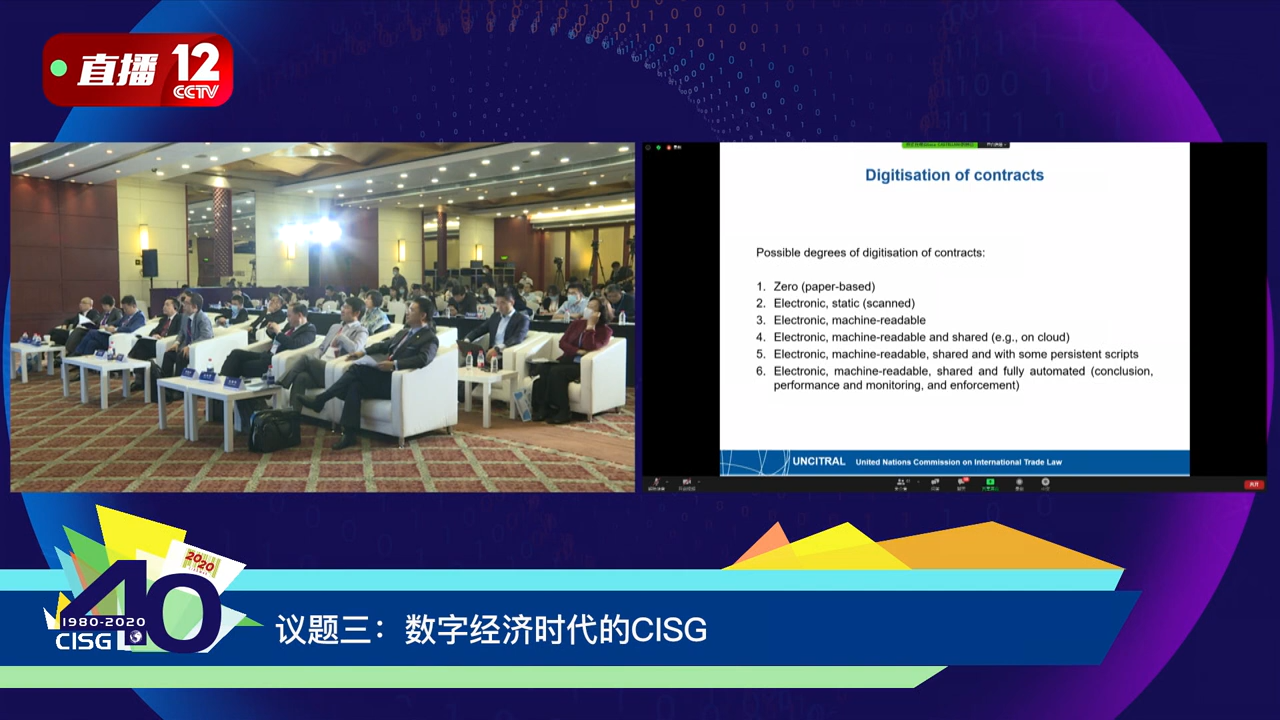 直播 12
CCTV
Digitisation of contracts
Possible degrees of digitisation of contracts:
1. Zero (paper-based)
2. Electronic, static (scanned)
3. Electronic, machine-readable
4. Electronic, machine-readable and shared (e.g., on cloud)
5. Electronic, machine-readable, shared and with some persistent scripts
6. Electronic, machine-readable, shared and fully automated (conclusion,
performance and monitoring, and enforcement)
UNCITRAL United Nations Commission on International Trade Law
2020
40
1980-2020
CISG
议题三：数字经济时代的CISG